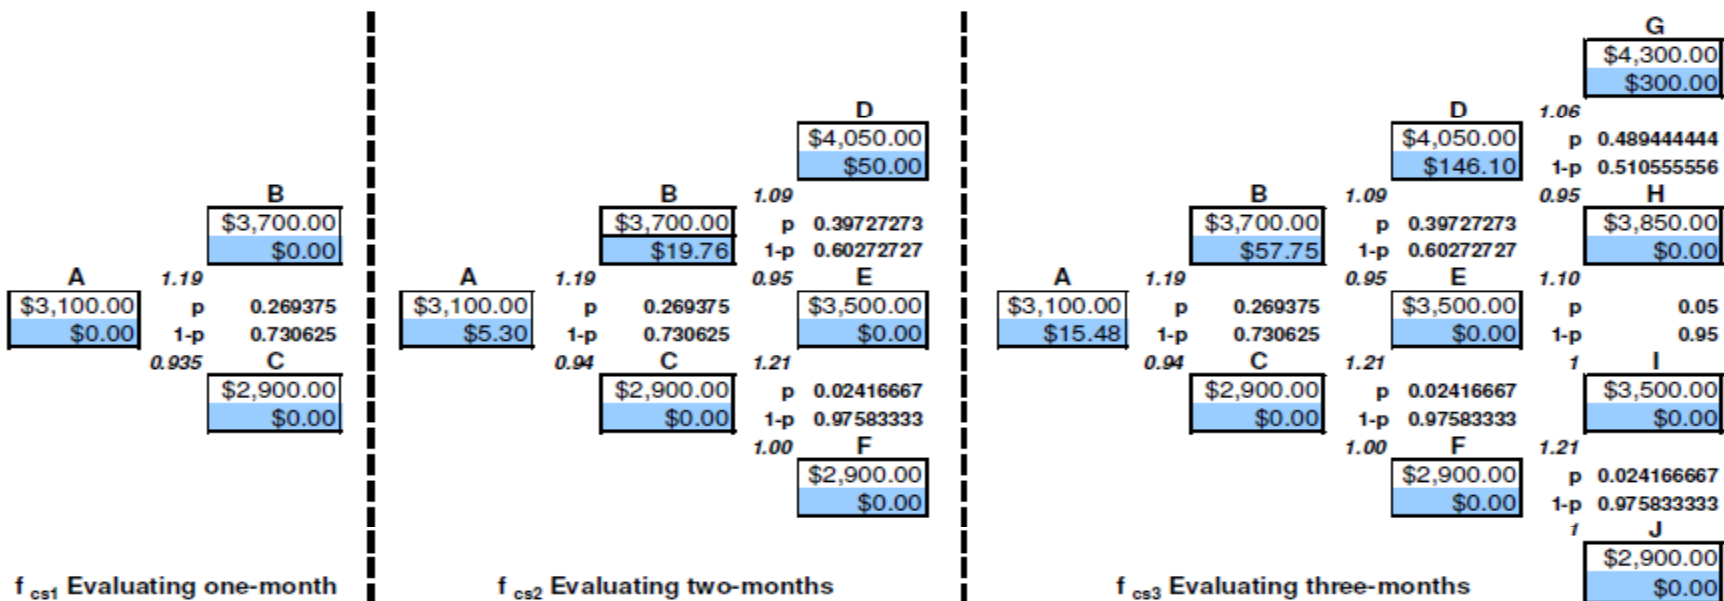 G
$4,300.00
$300.00
D D 1.06
$4,050.00 $4,050.00 p 0.489444444
$50.00 $146.10 1-p 0.510555556
B B 1.09 B 1.09 0.95 H
$3,700.00 $3,700.00 p 0.39727273 $3,700.00 p 0.39727273 $3,850.00
$0.00 $19.76 1-p 0.60272727 $57.75 1-p 0.60272727 $0.00
A 1.19 A 1.19 0.95 E A 1.19 0.95 E 1.10
$3,100.00 p 0.269375 $3,100.00 p 0.269375 $3,500.00 $3,100.00 p 0.269375 $3,500.00 p 0.05
$0.00 1-p 0.730625 $5.30 1-p 0.730625 $0.00 $15.48 1-p 0.730625 $0.00 1-p 0.95
0.935 C 0.94 C 1.21 0.94 C 1.21 1 I
$2,900.00 $2,900.00 p 0.02416667 $2,900.00 p 0.02416667 $3,500.00
$0.00 $0.00 1-p 0.97583333 $0.00 1-p 0.97583333 $0.00
1.00 F 1.00 F 1.21
$2,900.00 $2,900.00 p 0.024166667
$0.00 $0.00 1-p 0.975833333
1 J
$2,900.00
f cs1 Evaluating one-month f cs2 Evaluating two-months f cs3 Evaluating three-months $0.00